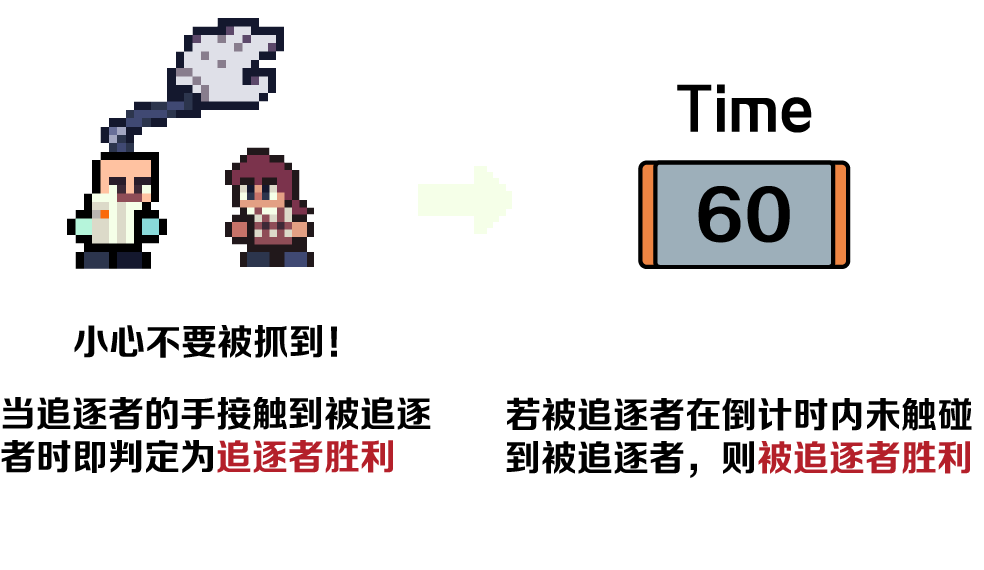 Time
60
小心不要被抓到！
当追逐者的手接触到被追逐
者时即判定为追逐者胜利
若被追逐者在倒计时内未触碰
到被追逐者，则被追逐者胜利